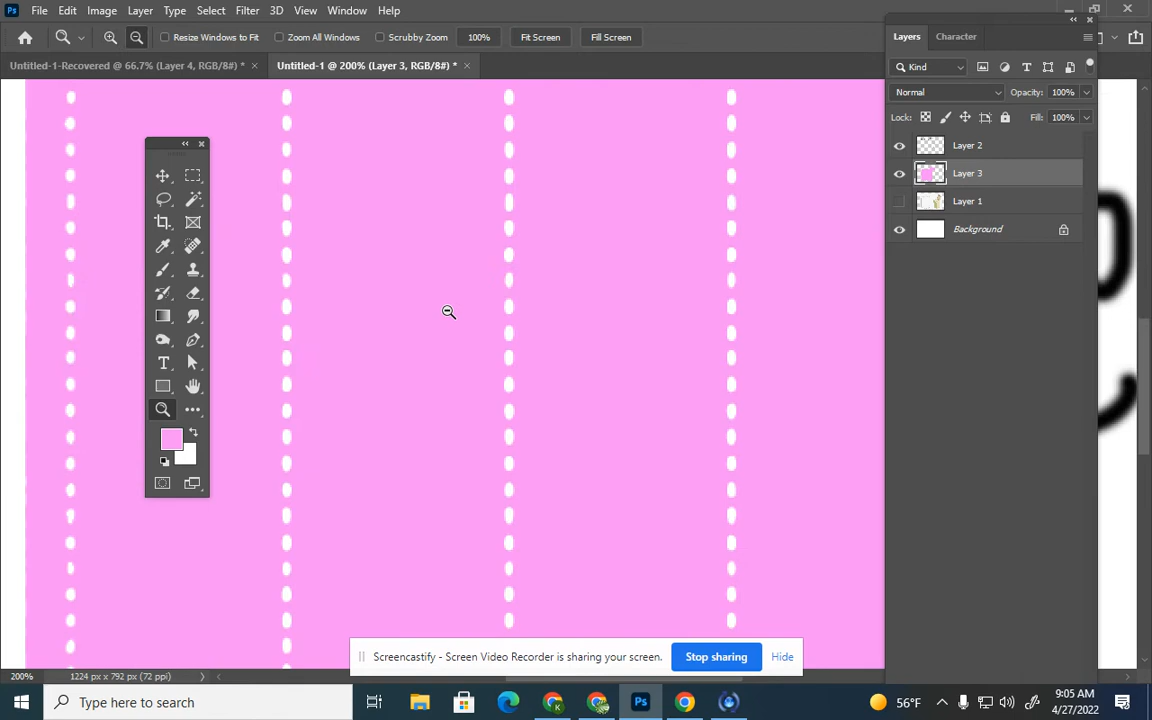 Ps File Edit Image Layer Type Select Filter 3D View Window Help
Resize Windows to Fit Zoom All Windows Scrubby Zoom 100% Fit Screen Fill Screen
Untitled-1-Recovered @ 66.7% (Layer 4, RGB/8#) * × Untitled-1 @ 200% (Layer 3, RGB/8#) * ×
Layers Character
Kind
Normal Opacity: 100%
Lock: Fill: 100%
Layer 2
Layer 3
Layer 1
Background
T
Screencastify - Screen Video Recorder is sharing your screen. Stop sharing Hide
200% 1224 px x 792 px (72 ppi)
Type here to search
56°F
9:05 AM
4/27/2022